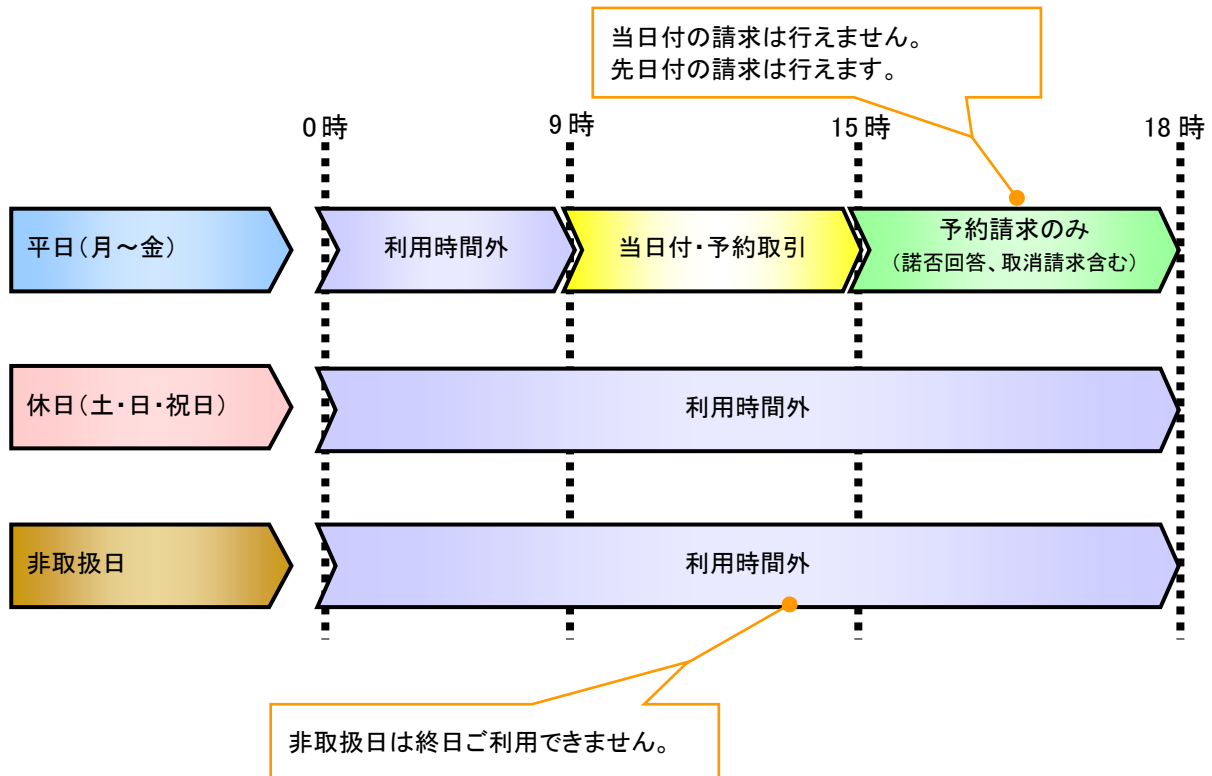 当日付の請求は行えません。
先日付の請求は行えます。
0時
9時
15時
18時
平日(月～金)
利用時間外
当日付・予約取引
予約請求のみ
(諾否回答、取消請求含む)
休日(土・日・祝日)
利用時間外
非取扱日
利用時間外
非取扱日は終日ご利用できません。